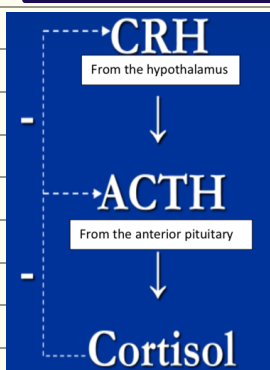 CRH
From the hypothalamus
-
ACTH
From the anterior pituitary
-
Cortisol